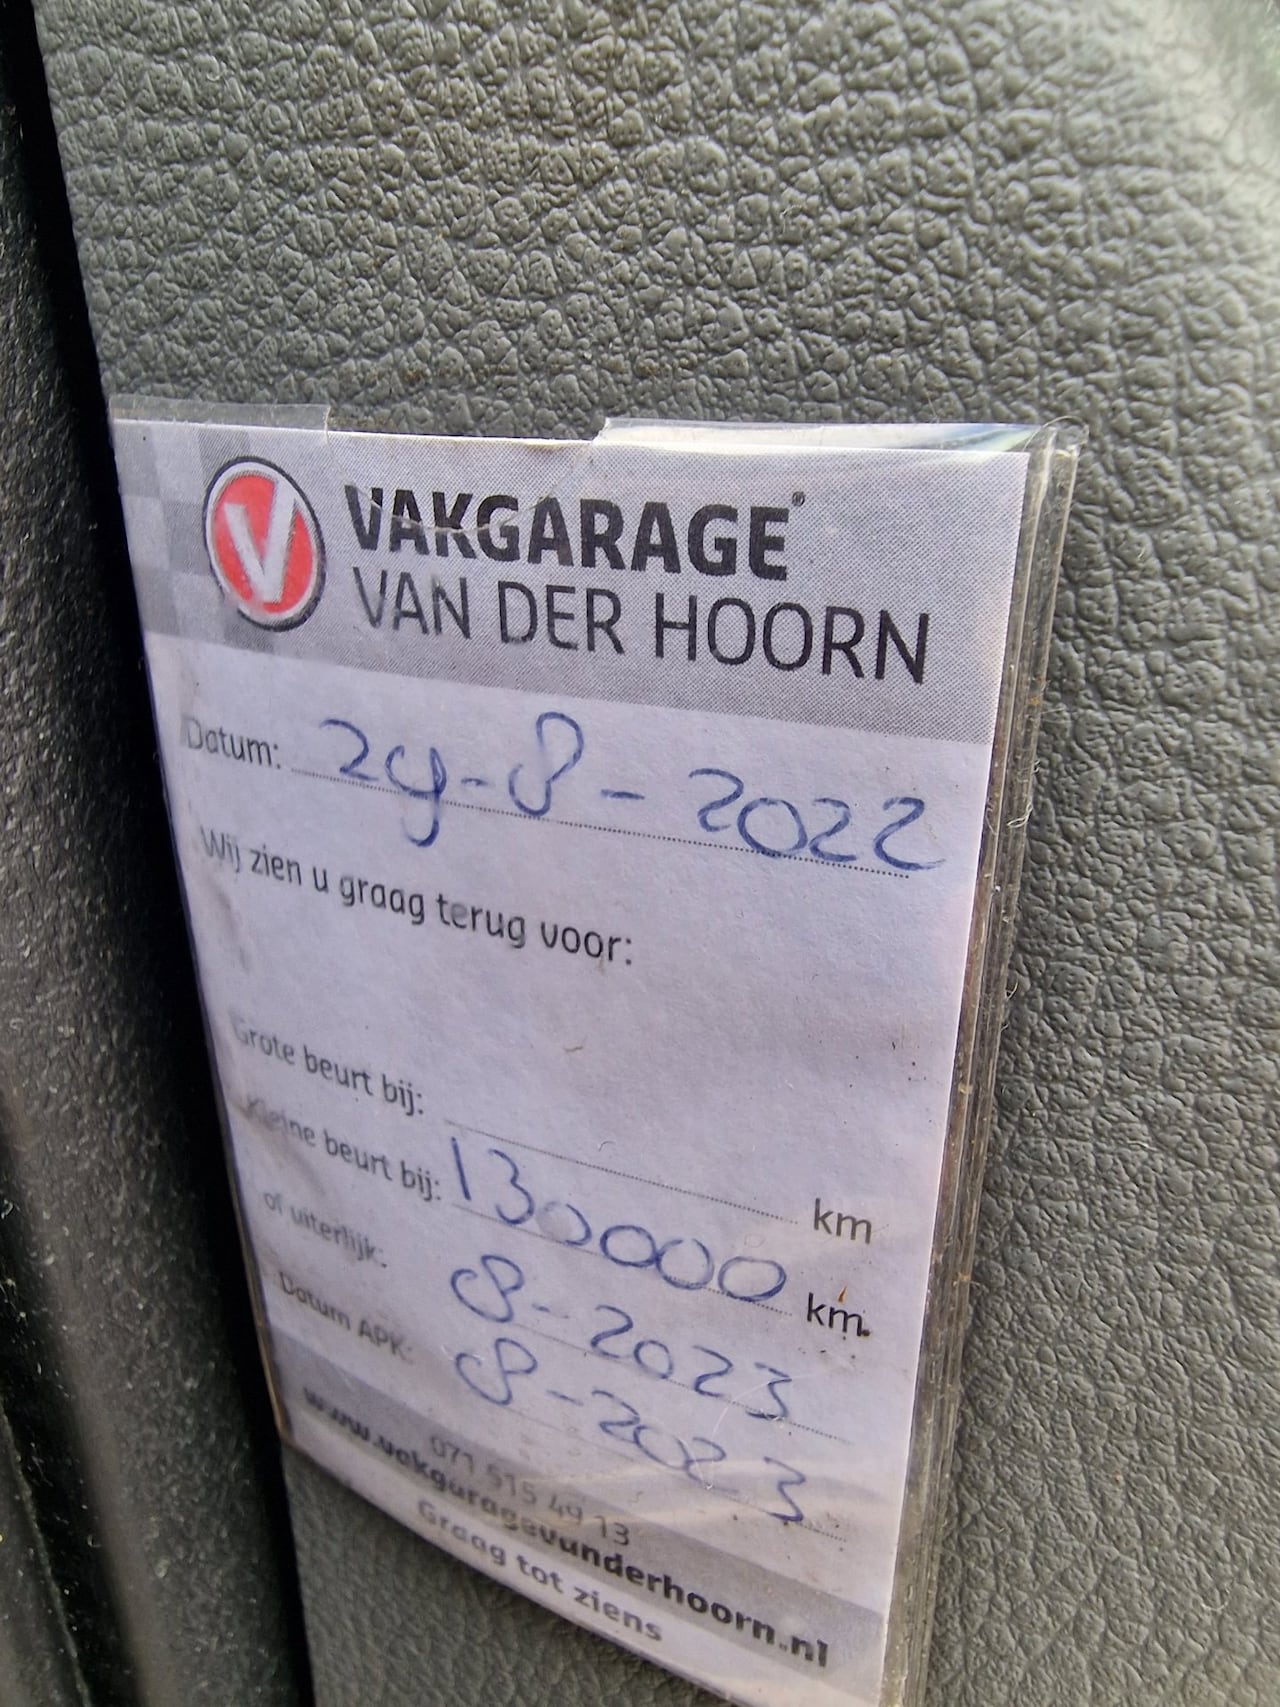 V VAKGARAGE®
VAN DER HOORN
Datum: 29-8-2022
Wij zien u graag terug voor:
Grote beurt bij: km
Kleine beurt bij: 130000 km.
of uiterlijk: 8-2023
Datum APK: 8-2023
071 515 49 13
www.vakgaragevanderhoorn.nl
Graag tot ziens